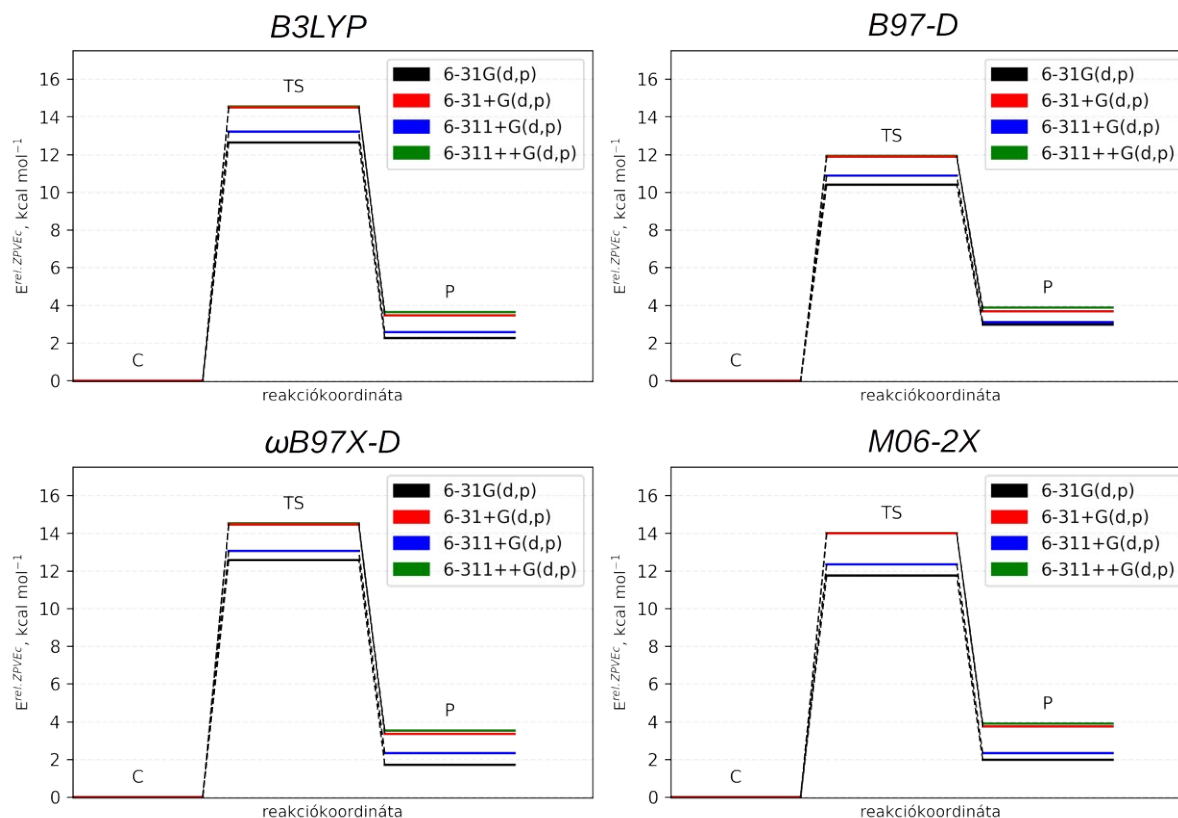 B3LYP
16
14
12
10
8
6
4
2
0
E^{rel.ZPVEc}, kcal mol⁻¹
C
TS
P
6-31G(d,p)
6-31+G(d,p)
6-311+G(d,p)
6-311++G(d,p)
reakciókoordináta
B97-D
16
14
12
10
8
6
4
2
0
E^{rel.ZPVEc}, kcal mol⁻¹
C
TS
P
6-31G(d,p)
6-31+G(d,p)
6-311+G(d,p)
6-311++G(d,p)
reakciókoordináta
ωB97X-D
16
14
12
10
8
6
4
2
0
E^{rel.ZPVEc}, kcal mol⁻¹
C
TS
P
6-31G(d,p)
6-31+G(d,p)
6-311+G(d,p)
6-311++G(d,p)
reakciókoordináta
M06-2X
16
14
12
10
8
6
4
2
0
E^{rel.ZPVEc}, kcal mol⁻¹
C
TS
P
6-31G(d,p)
6-31+G(d,p)
6-311+G(d,p)
6-311++G(d,p)
reakciókoordináta